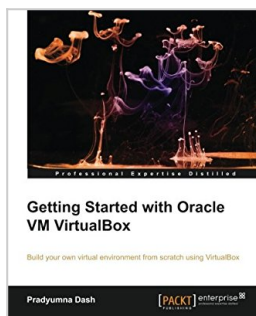 Professional Expertise Distilled
Getting Started with Oracle
VM VirtualBox
Build your own virtual environment from scratch using VirtualBox
Pradyumna Dash
[PACKT] enterprise
PUBLISHING